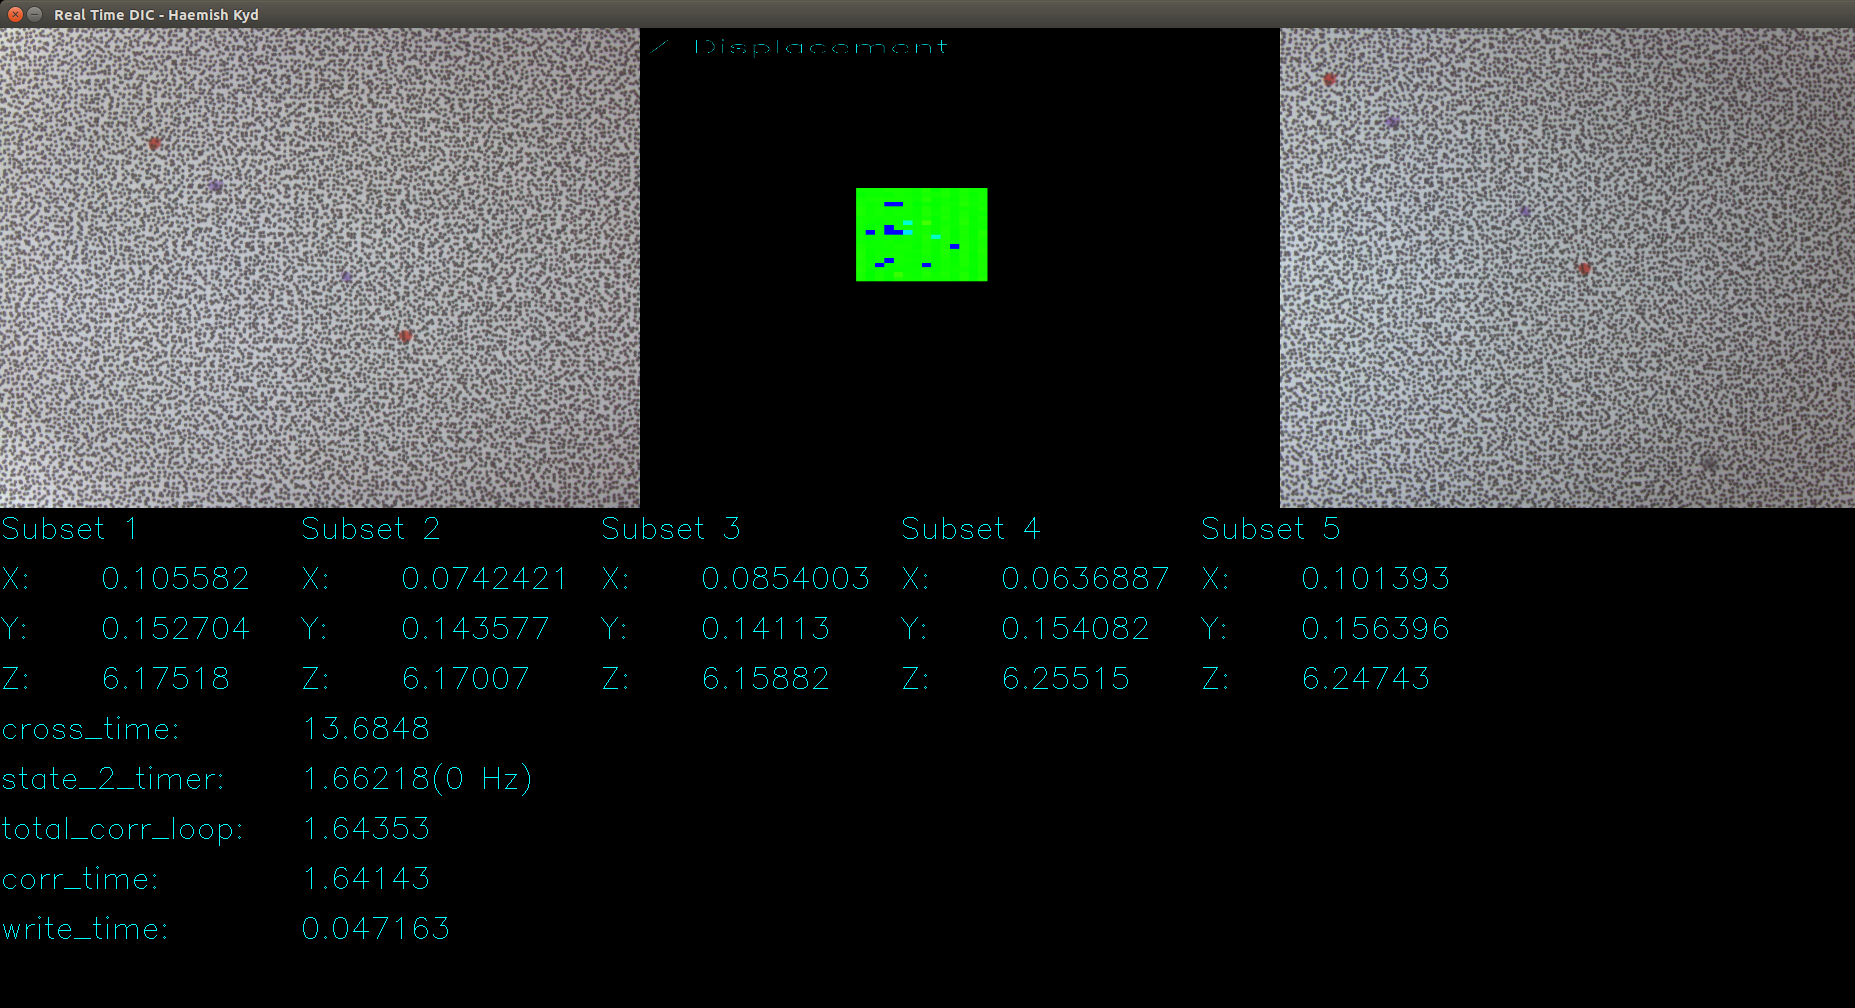 Real Time DIC - Haemish Kyd
/ Displacement
Subset 1 Subset 2 Subset 3 Subset 4 Subset 5
X: 0.105582 X: 0.0742421 X: 0.0854003 X: 0.0636887 X: 0.101393
Y: 0.152704 Y: 0.143577 Y: 0.14113 Y: 0.154082 Y: 0.156396
Z: 6.17518 Z: 6.17007 Z: 6.15882 Z: 6.25515 Z: 6.24743
cross_time: 13.6848
state_2_timer: 1.66218(0 Hz)
total_corr_loop: 1.64353
corr_time: 1.64143
write_time: 0.047163